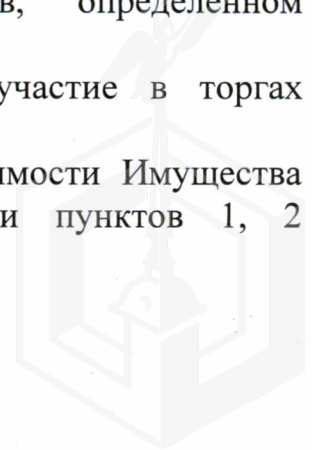 в, определенном
участие в торгах
имости Имущества
и пунктов 1, 2